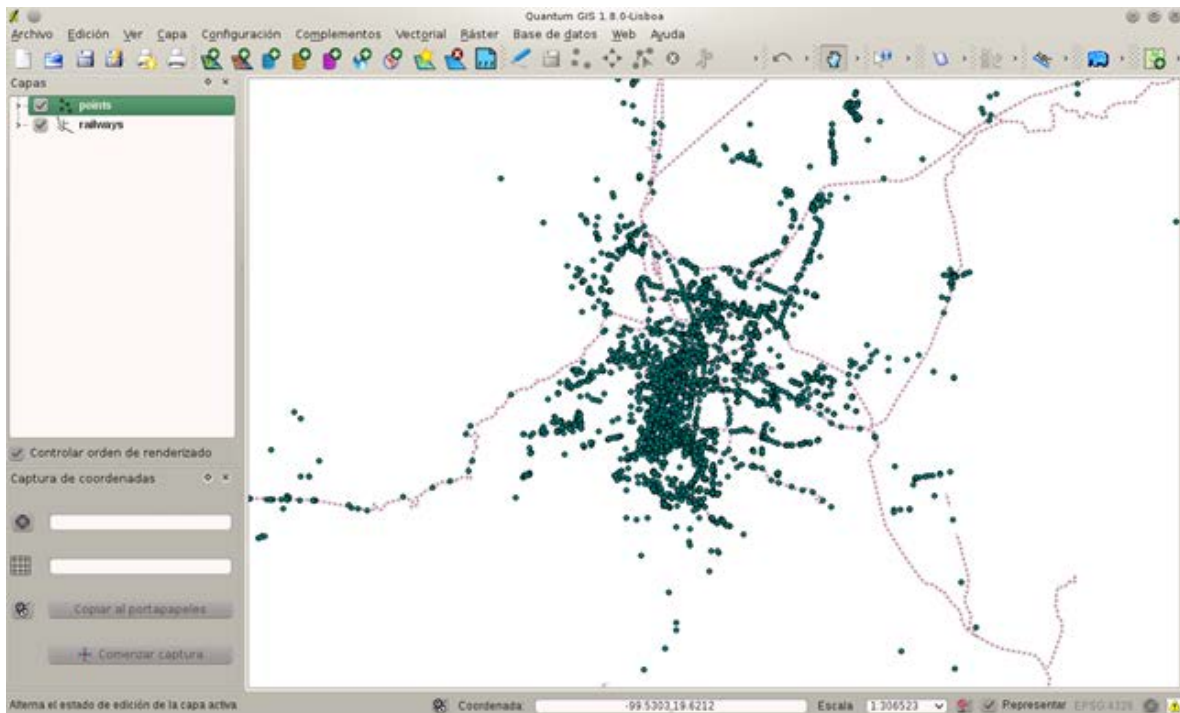 Quantum GIS 1.8.0-Lisboa
Archivo Edición Ver Capa Configuración Complementos Vectorial Ráster Base de datos Web Ayuda
Capas
points
railways
Controlar orden de renderizado
Captura de coordenadas
Copiar al portapapeles
Comenzar captura
Alterna el estado de edición de la capa activa
Coordenada:
-99.5303,19.6212
Escala
1:306523
Representar
EPSG:4326